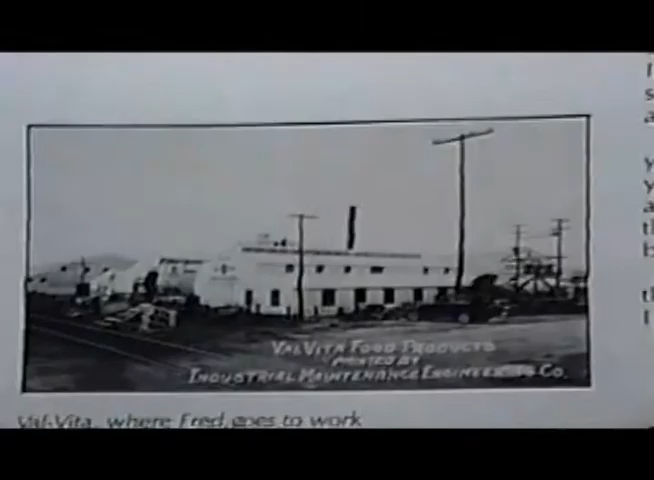 VAL VITA FOOD PRODUCTS
PAINTED BY
INDUSTRIAL MAINTENANCE ENGINEERING CO.
Val-Vita, where Fred goes to work